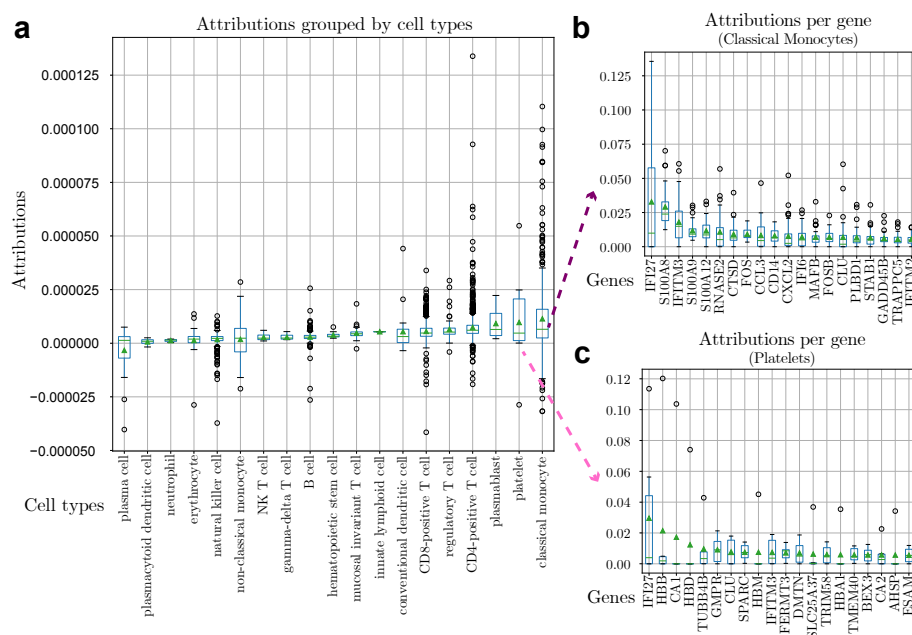 a
Attributions grouped by cell types
Attributions
0.000125
0.000100
0.000075
0.000050
0.000025
0.000000
−0.000025
−0.000050
Cell types
plasma cell
plasmacytoid dendritic cell
neutrophil
erythrocyte
natural killer cell
non-classical monocyte
NK T cell
gamma-delta T cell
B cell
hematopoietic stem cell
mucosal invariant T cell
innate lymphoid cell
conventional dendritic cell
CD8-positive T cell
regulatory T cell
CD4-positive T cell
plasmablast
platelet
classical monocyte
b
Attributions per gene
(Classical Monocytes)
0.125
0.100
0.075
0.050
0.025
0.000
Genes
IFI27
S100A8
IFITM3
S100A9
S100A12
RNASE2
CTSD
FOS
CCL3
CD14
CXCL2
IFI6
MAFB
FOSB
CLU
PLBD1
STAB1
GADD45B
TRAPPC5
IFITM2
c
Attributions per gene
(Platelets)
0.12
0.10
0.08
0.06
0.04
0.02
0.00
Genes
IFI27
HBB
CA1
HBD
TUBB4B
GMPR
CLU
SPARC
HBM
IFITM3
FERMT3
DMTN
SLC25A37
TRIM58
HBA1
TMEM40
BEX3
CA2
AHSP
ESAM